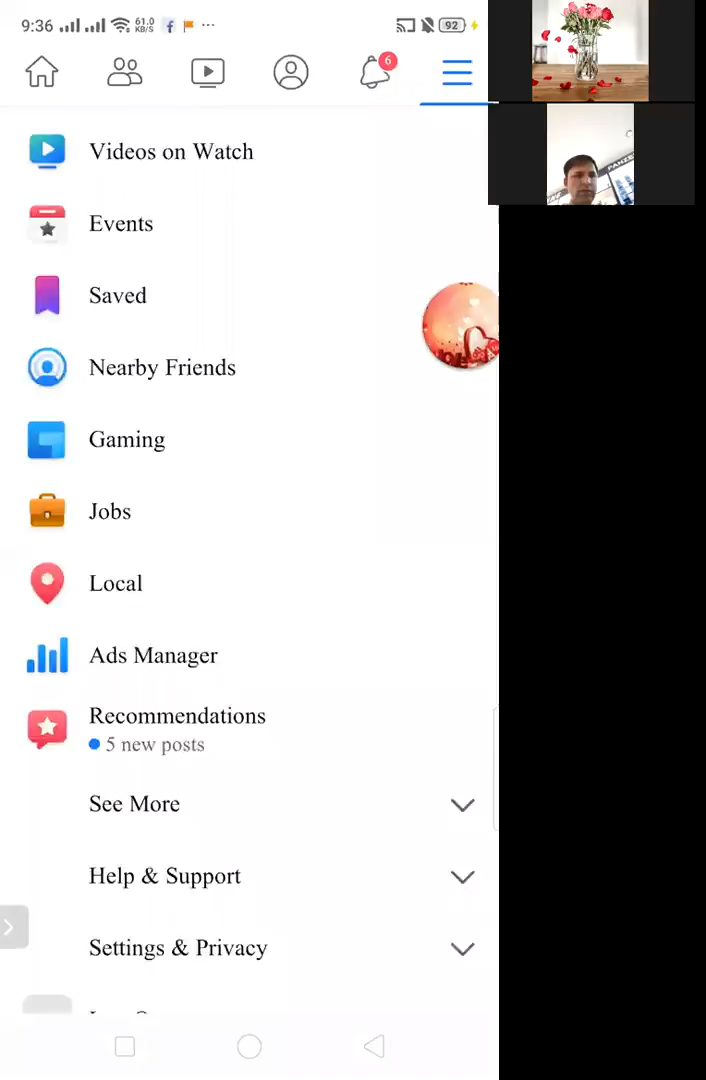 9:36
61.0
KB/S
92
6
Videos on Watch
Events
Saved
Nearby Friends
Gaming
Jobs
Local
Ads Manager
Recommendations
5 new posts
See More
Help & Support
Settings & Privacy